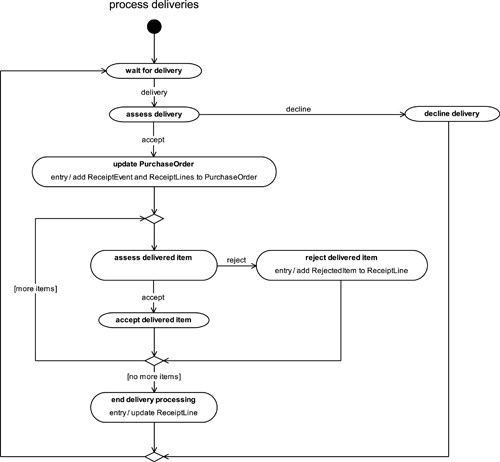 process deliveries
wait for delivery
delivery
assess delivery
decline
decline delivery
accept
update PurchaseOrder
entry / add ReceiptEvent and ReceiptLines to PurchaseOrder
assess delivered item
reject
reject delivered item
entry / add RejectedItem to ReceiptLine
[more items]
accept
accept delivered item
[no more items]
end delivery processing
entry / update ReceiptLine